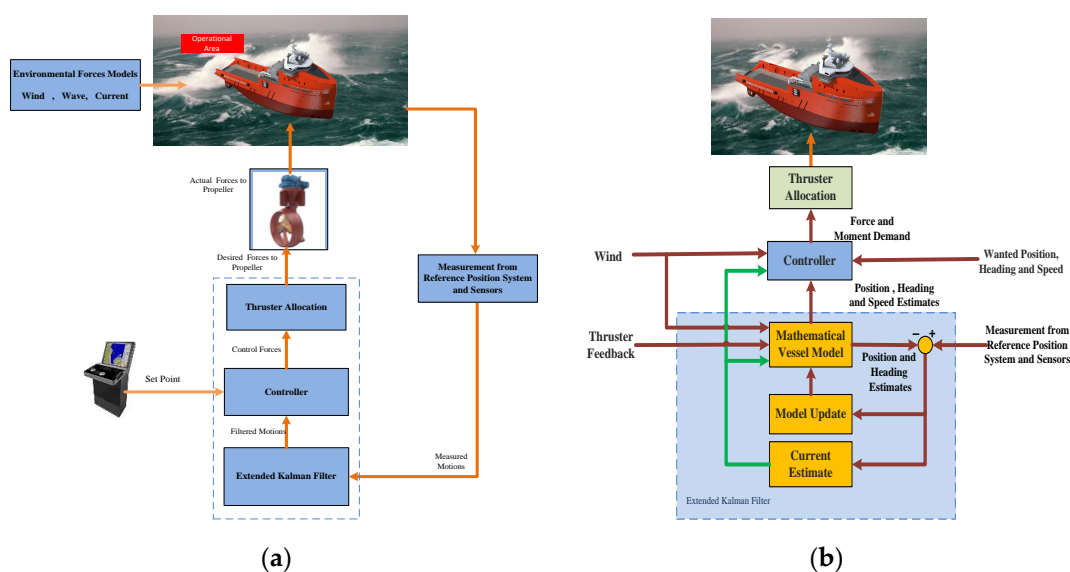 Operational
Area
Environmental Forces Models
Wind , Wave, Current
Actual Forces to
Propeller
Desired Forces to
Propeller
Measurement from
Reference Position System
and Sensors
Thruster Allocation
Control Forces
Set Point
Controller
Filtered Motions
Measured
Motions
Extended Kalman Filter
(a)
Thruster
Allocation
Force and
Moment Demand
Wind
Controller
Wanted Position,
Heading and Speed
Position , Heading
and Speed Estimates
Thruster
Feedback
Mathematical
Vessel Model
− +
Measurement from
Reference Position
System and Sensors
Position and
Heading
Estimates
Model Update
Current
Estimate
Extended Kalman Filter
(b)